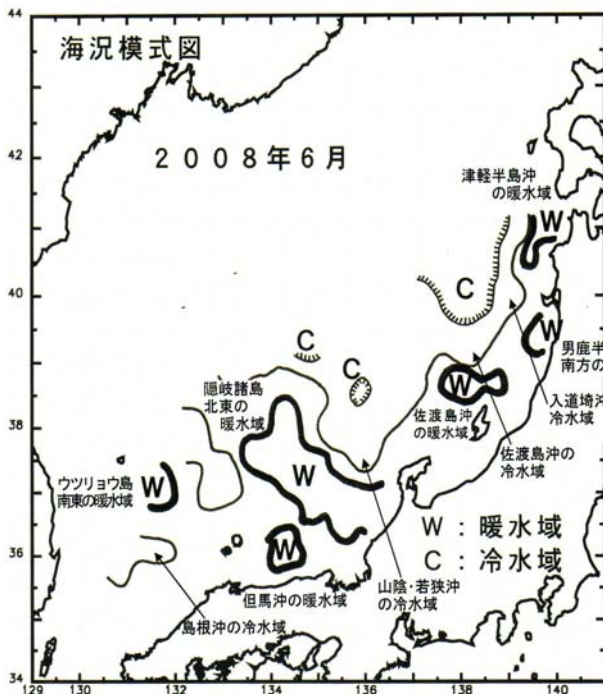 44
海況模式図
2008年6月
42
津軽半島沖
の暖水域
W
C
40
W
C
C
男鹿半
南方の
隠岐諸島
北東の
暖水域
W
佐渡島沖
の暖水域
入道埼沖
冷水域
38
佐渡島沖の
冷水域
ウツリョウ島
南東の暖水域
W
W
W:暖水域
C:冷水域
36
W
山陰・若狭沖
の冷水域
但馬沖の暖水域
島根沖の冷水域
34
129 130 132 134 136 138 140